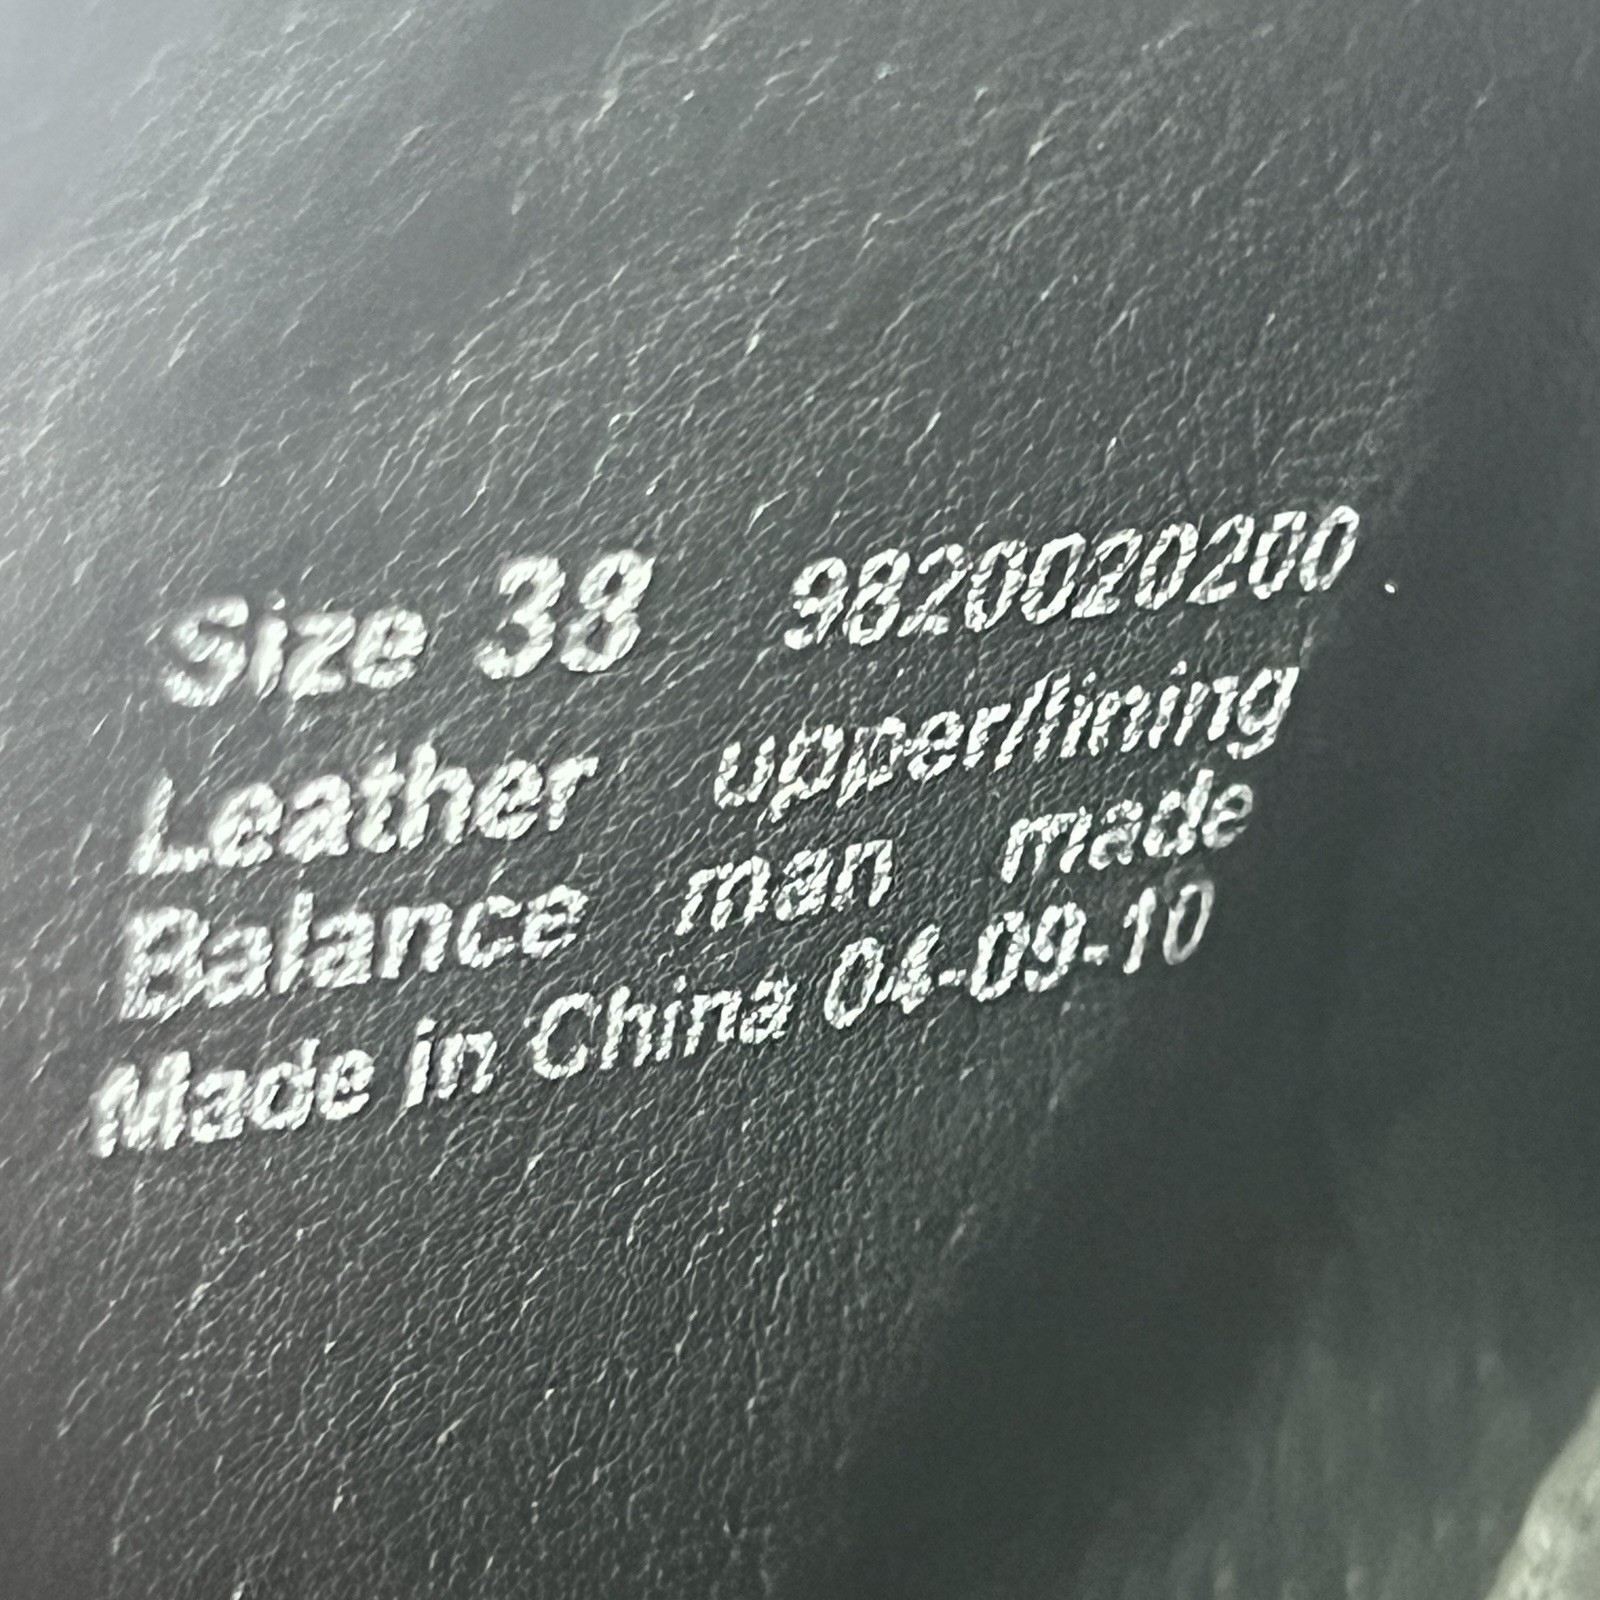 Size 38 9820020200
Leather upper/lining
Balance man made
Made in China 04-09-10